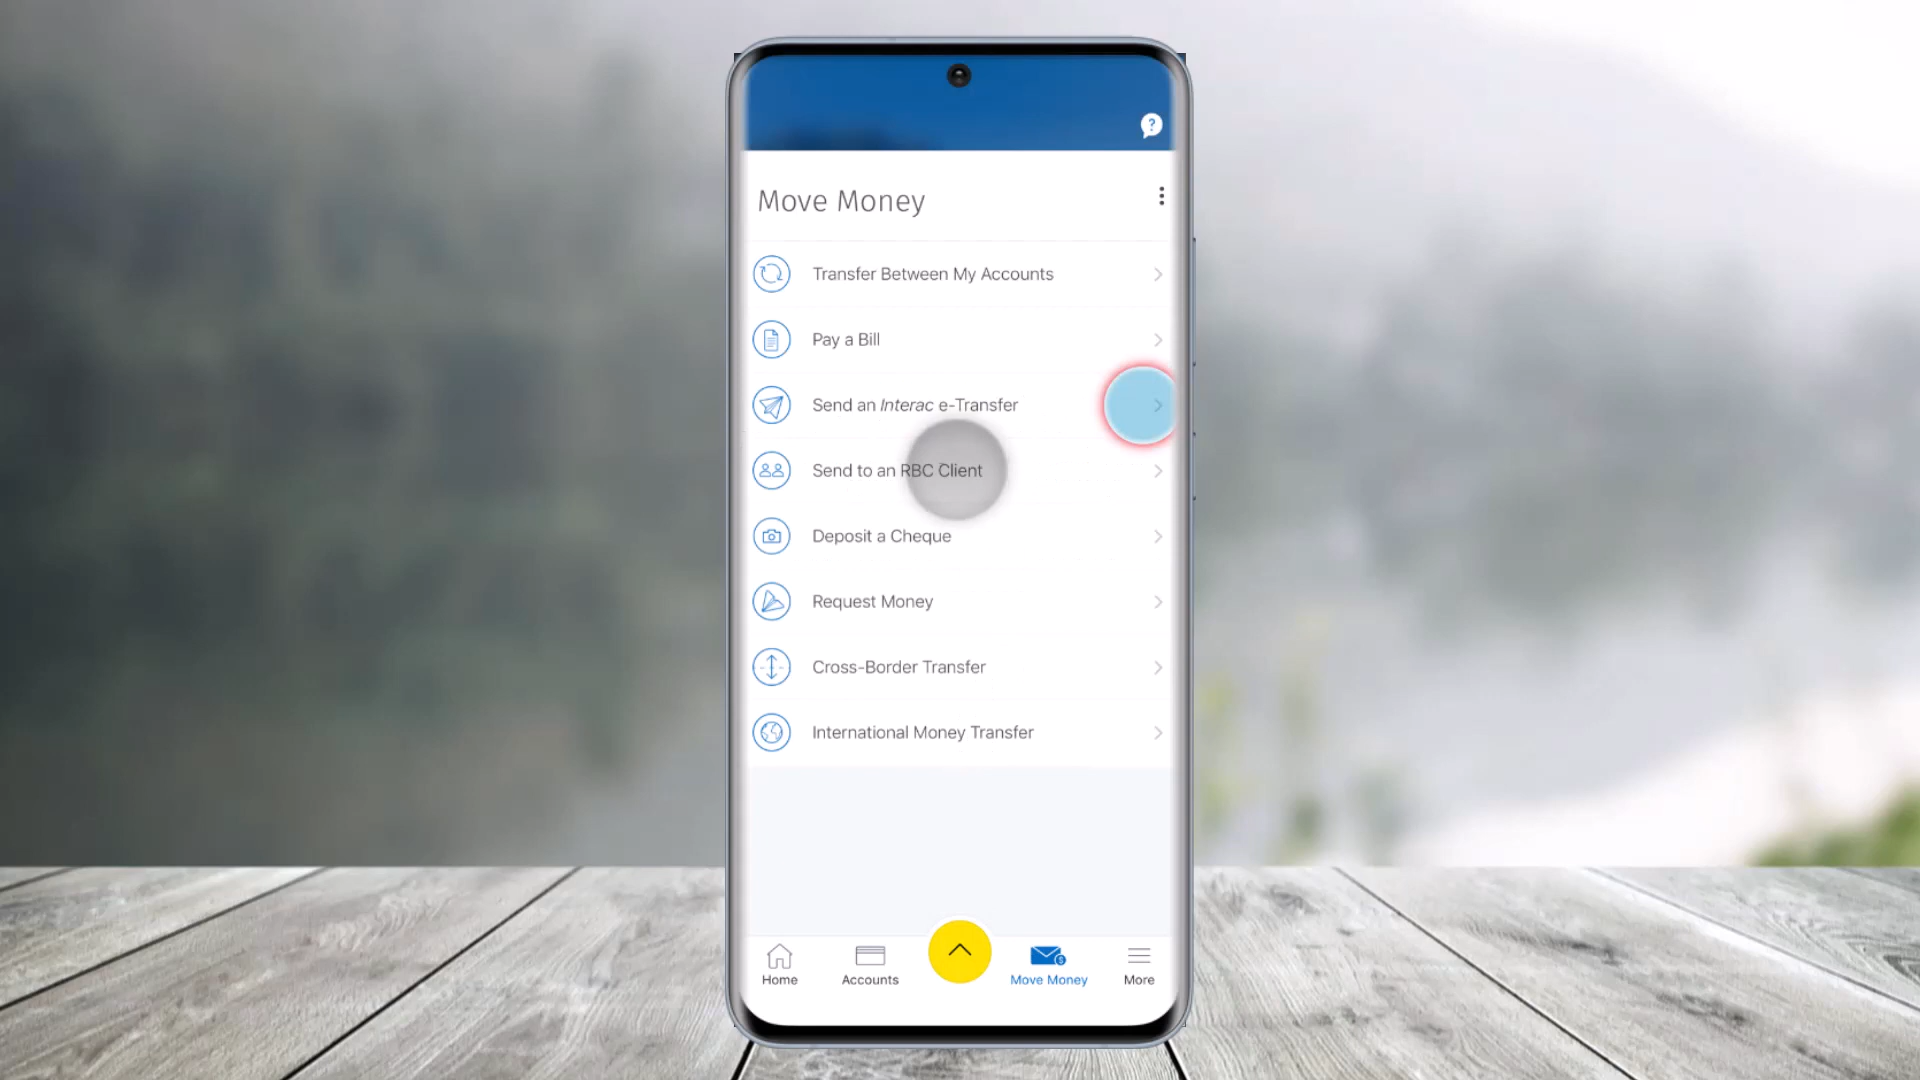 ?
Move Money
Transfer Between My Accounts
Pay a Bill
Send an Interac e-Transfer
Send to an RBC Client
Deposit a Cheque
Request Money
Cross-Border Transfer
International Money Transfer
Home
Accounts
Move Money
More